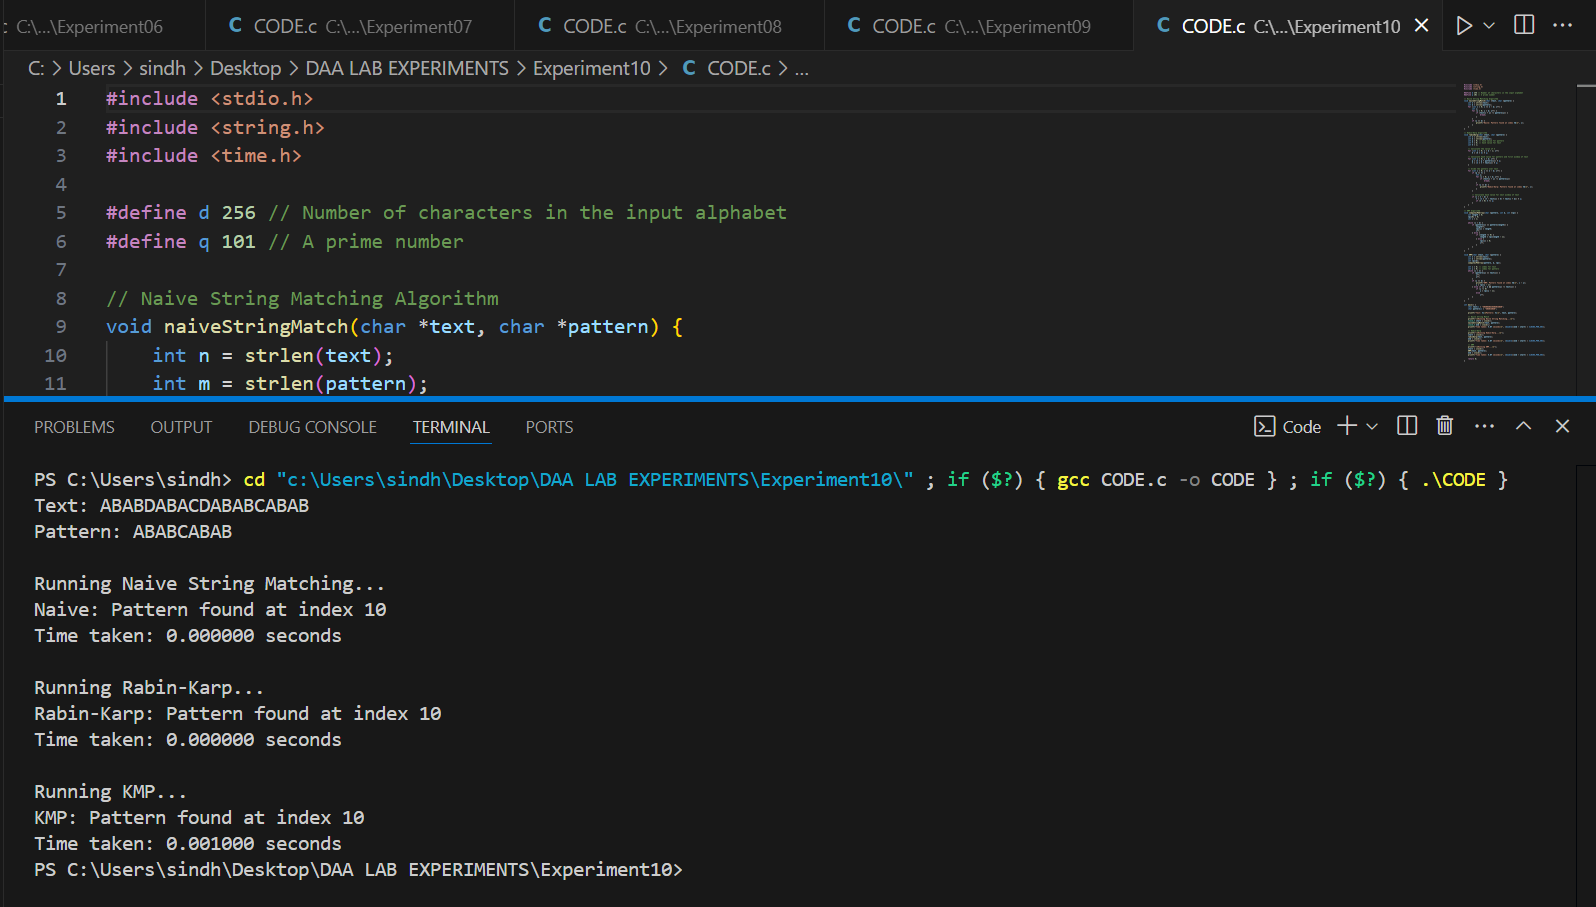 c C:\...\Experiment06 C CODE.c C:\...\Experiment07 C CODE.c C:\...\Experiment08 C CODE.c C:\...\Experiment09 C CODE.c C:\...\Experiment10
C: > Users > sindh > Desktop > DAA LAB EXPERIMENTS > Experiment10 > C CODE.c > ...
1 #include <stdio.h>
2 #include <string.h>
3 #include <time.h>
4
5 #define d 256 // Number of characters in the input alphabet
6 #define q 101 // A prime number
7
8 // Naive String Matching Algorithm
9 void naiveStringMatch(char *text, char *pattern) {
10 int n = strlen(text);
11 int m = strlen(pattern);
PROBLEMS OUTPUT DEBUG CONSOLE TERMINAL PORTS Code
PS C:\Users\sindh> cd "c:\Users\sindh\Desktop\DAA LAB EXPERIMENTS\Experiment10\" ; if ($?) { gcc CODE.c -o CODE } ; if ($?) { .\CODE }
Text: ABABDABACDABABCABAB
Pattern: ABABCABAB
Running Naive String Matching...
Naive: Pattern found at index 10
Time taken: 0.000000 seconds
Running Rabin-Karp...
Rabin-Karp: Pattern found at index 10
Time taken: 0.000000 seconds
Running KMP...
KMP: Pattern found at index 10
Time taken: 0.001000 seconds
PS C:\Users\sindh\Desktop\DAA LAB EXPERIMENTS\Experiment10>